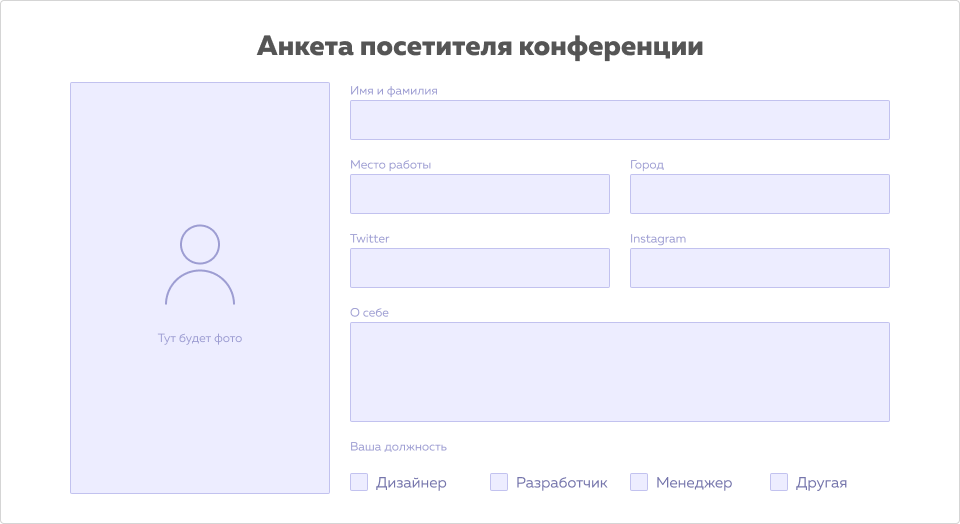 Анкета посетителя конференции
Тут будет фото
Имя и фамилия
Место работы
Город
Twitter
Instagram
О себе
Ваша должность
Дизайнер
Разработчик
Менеджер
Другая